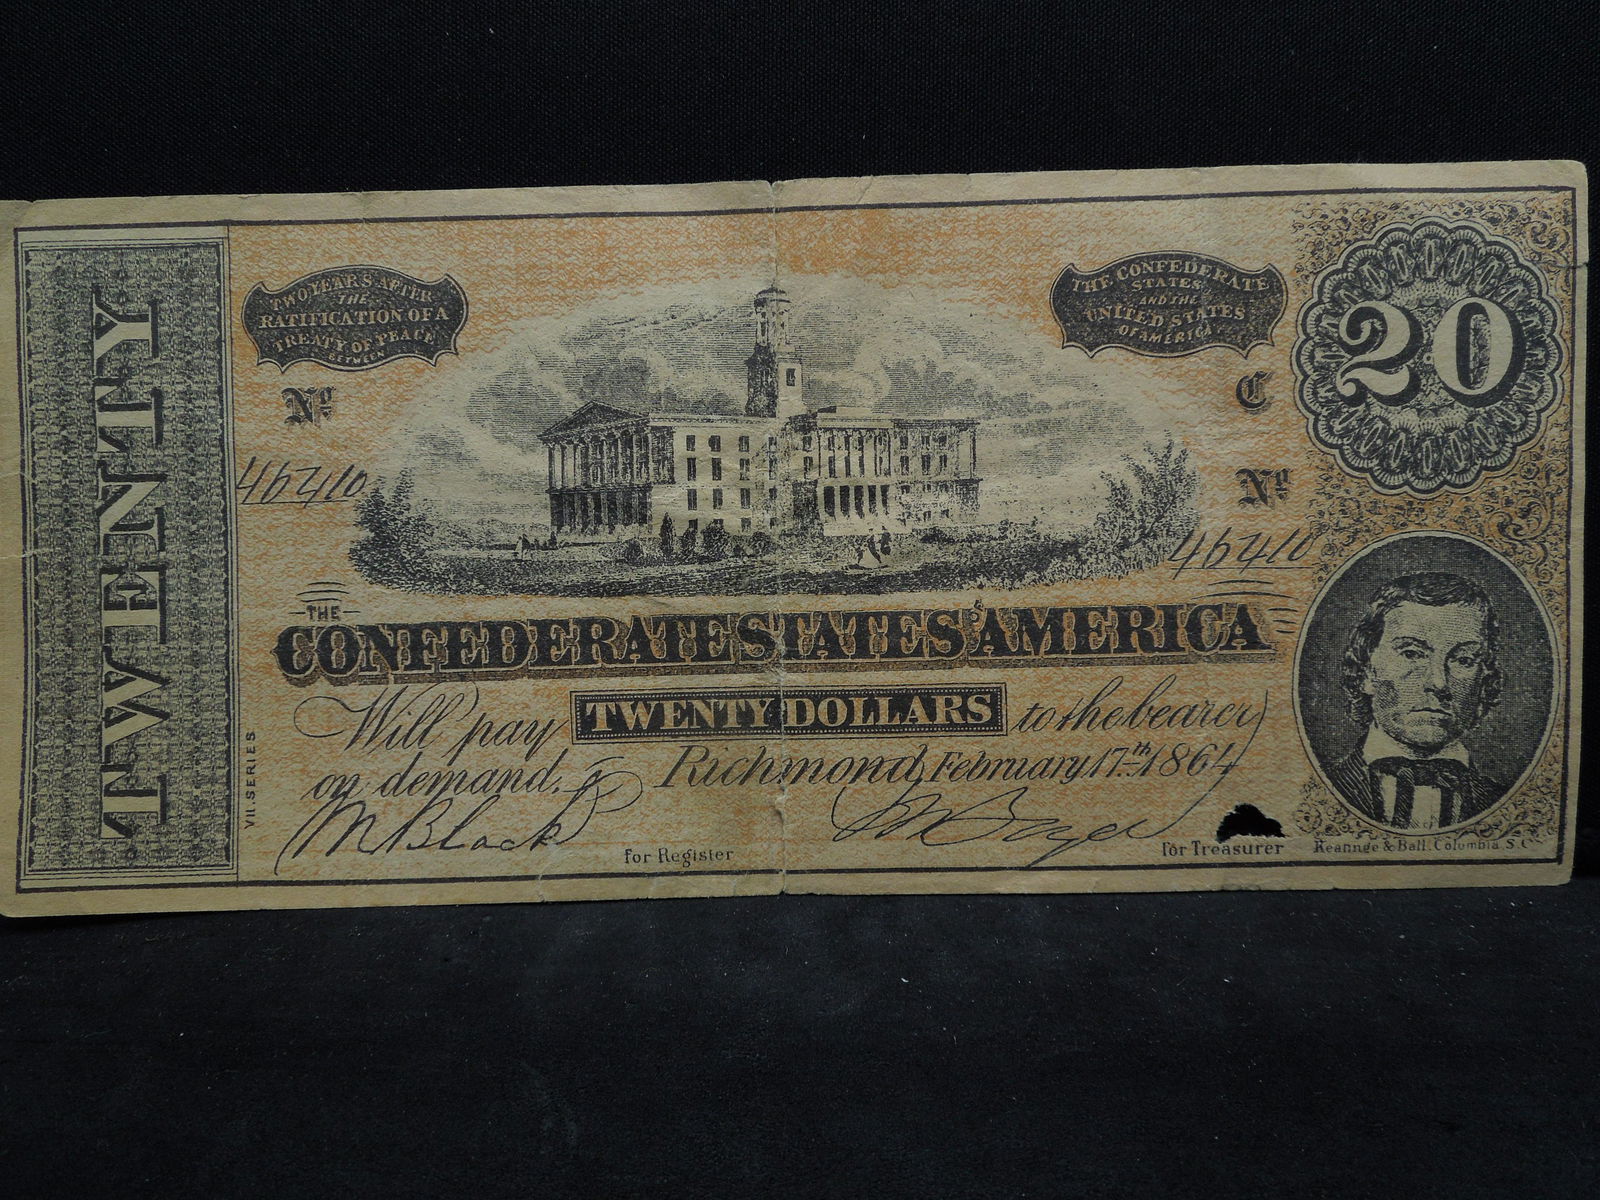 TWENTY
TWO YEARS AFTER
THE
RATIFICATION OF A
TREATY OF PEACE
BETWEEN
THE CONFEDERATE
STATES
AND THE
UNITED STATES
OF AMERICA
20
Nº
C
46410
Nº
46410
THE
CONFEDERATE STATES OF AMERICA
Will pay TWENTY DOLLARS to the bearer
on demand. Richmond, February 17th 1864
VII. SERIES
M Black
for Register
for Treasurer
Keannge & Ball, Columbia S.C.